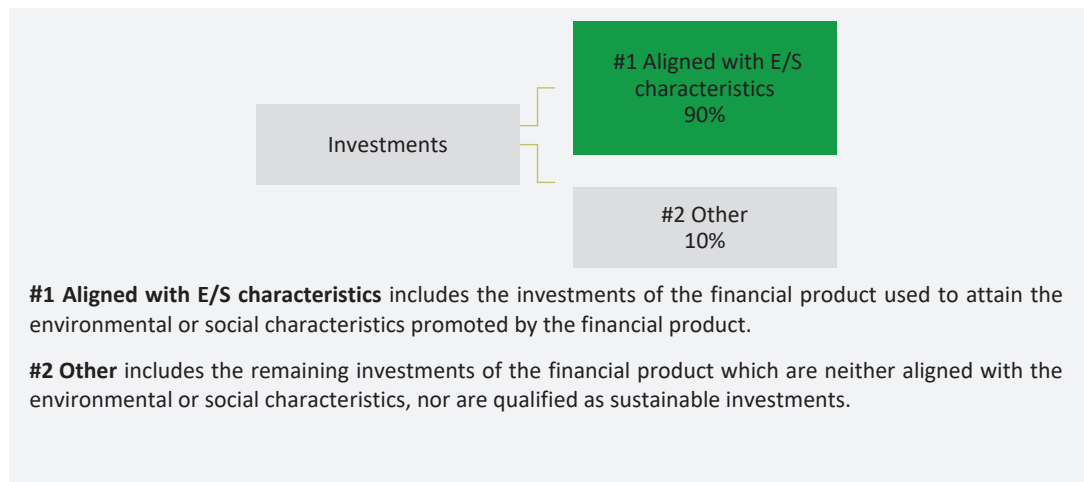 #1 Aligned with E/S
characteristics
90%
Investments
#2 Other
10%
#1 Aligned with E/S characteristics includes the investments of the financial product used to attain the
environmental or social characteristics promoted by the financial product.
#2 Other includes the remaining investments of the financial product which are neither aligned with the
environmental or social characteristics, nor are qualified as sustainable investments.